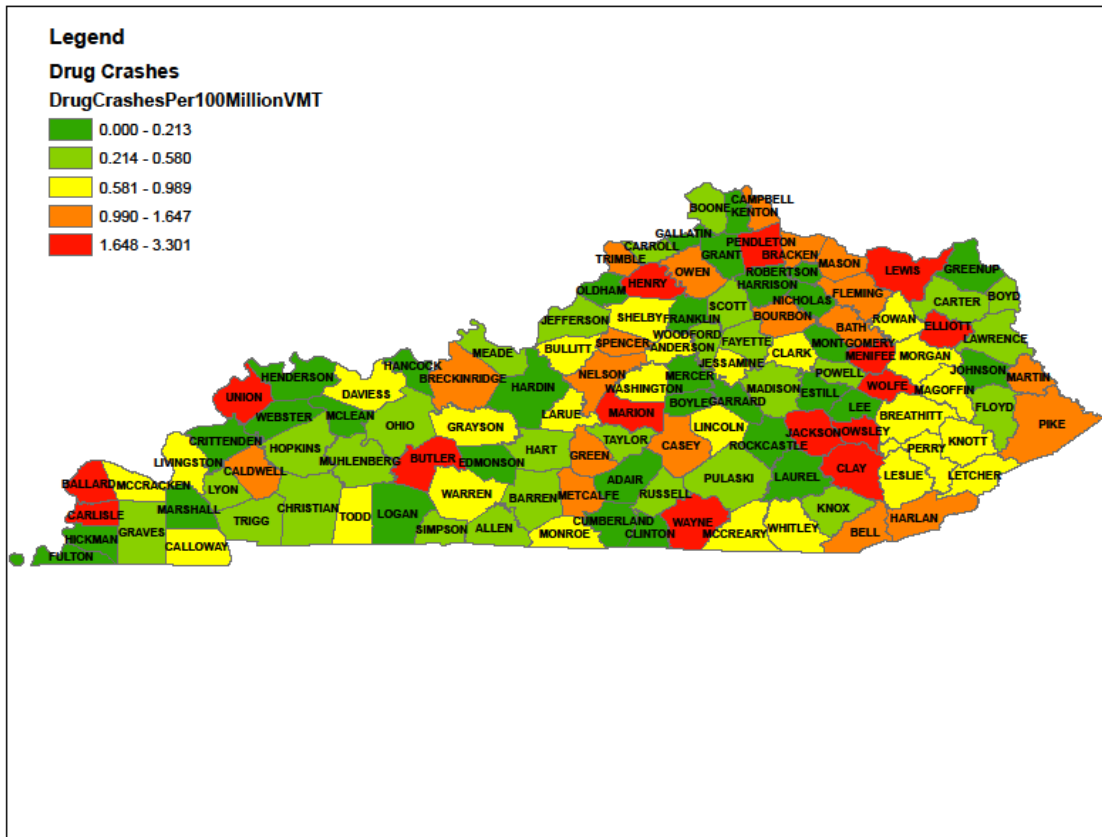 Legend
Drug Crashes
DrugCrashesPer100MillionVMT
0.000 - 0.213
0.214 - 0.580
0.581 - 0.989
0.990 - 1.647
1.648 - 3.301
CAMPBELL
BOONE
KENTON
GALLATIN
CARROLL
PENDLETON
GRANT
BRACKEN
TRIMBLE
MASON
OWEN
ROBERTSON
LEWIS
GREENUP
HENRY
HARRISON
OLDHAM
FLEMING
NICHOLAS
CARTER
BOYD
SCOTT
BOURBON
JEFFERSON
SHELBY
FRANKLIN
ROWAN
BATH
ELLIOTT
WOODFORD
FAYETTE
LAWRENCE
SPENCER
ANDERSON
MONTGOMERY
BULLITT
CLARK
MENIFEE
MORGAN
MEADE
JESSAMINE
HANCOCK
POWELL
JOHNSON
NELSON
MERCER
HENDERSON
BRECKINRIDGE
HARDIN
WASHINGTON
MADISON
WOLFE
MAGOFFIN
MARTIN
DAVIESS
ESTILL
UNION
BOYLE
GARRARD
LEE
FLOYD
WEBSTER
MCLEAN
LARUE
MARION
BREATHITT
OHIO
GRAYSON
LINCOLN
OWSLEY
PIKE
CRITTENDEN
ROCKCASTLE
JACKSON
TAYLOR
KNOTT
HOPKINS
HART
CASEY
PERRY
LIVINGSTON
MUHLENBERG
BUTLER
GREEN
EDMONSON
CALDWELL
CLAY
LESLIE
LETCHER
BALLARD
MCCRACKEN
LYON
PULASKI
LAUREL
ADAIR
WARREN
RUSSELL
BARREN
METCALFE
CARLISLE
MARSHALL
CHRISTIAN
KNOX
TODD
LOGAN
TRIGG
HARLAN
CUMBERLAND
WAYNE
ALLEN
SIMPSON
GRAVES
HICKMAN
MONROE
CLINTON
MCCREARY
WHITLEY
BELL
CALLOWAY
FULTON